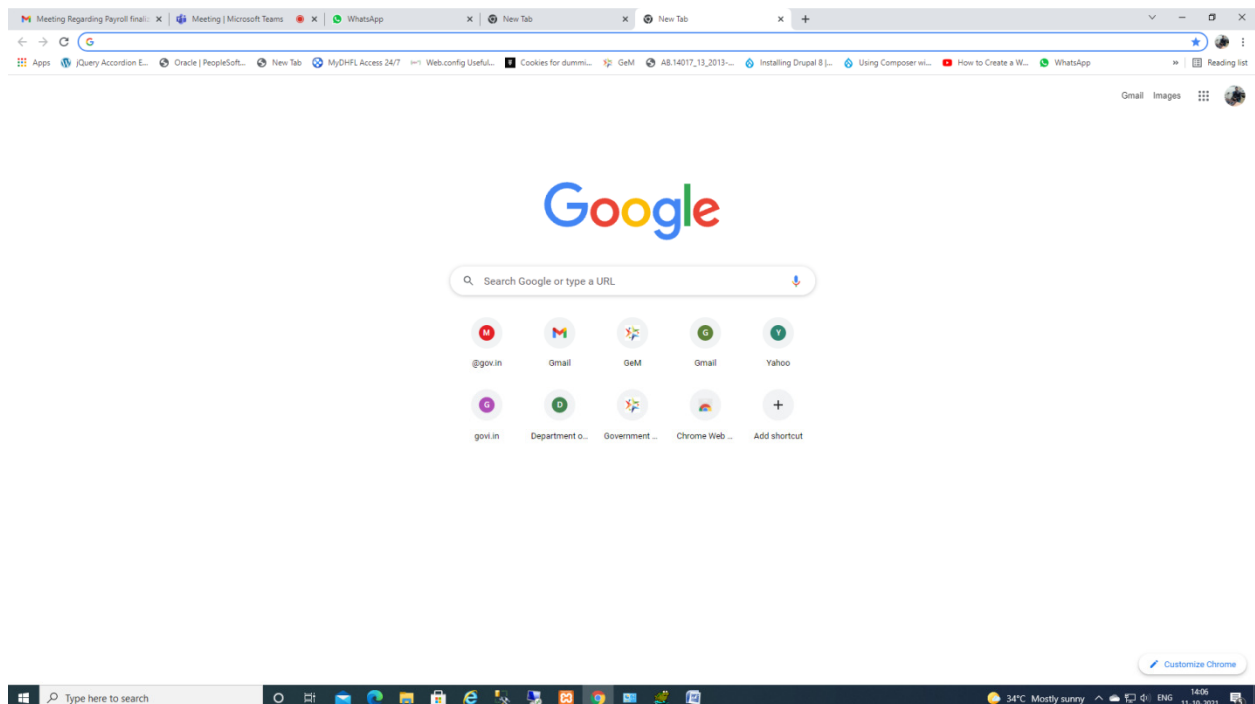 Meeting Regarding Payroll finali: Meeting | Microsoft Teams WhatsApp New Tab New Tab
Apps jQuery Accordion E... Oracle | PeopleSoft... New Tab MyDHFL Access 24/7 Web.config Useful... Cookies for dummi... GeM AB.14017_13_2013-... Installing Drupal 8 |... Using Composer wi... How to Create a W... WhatsApp » Reading list
Gmail Images
Google
Search Google or type a URL
M G Y
@gov.in Gmail GeM Gmail Yahoo
G D
govi.in Department o... Government ... Chrome Web ... Add shortcut
Customize Chrome
Type here to search 34°C Mostly sunny ENG 14:06
11-10-2021